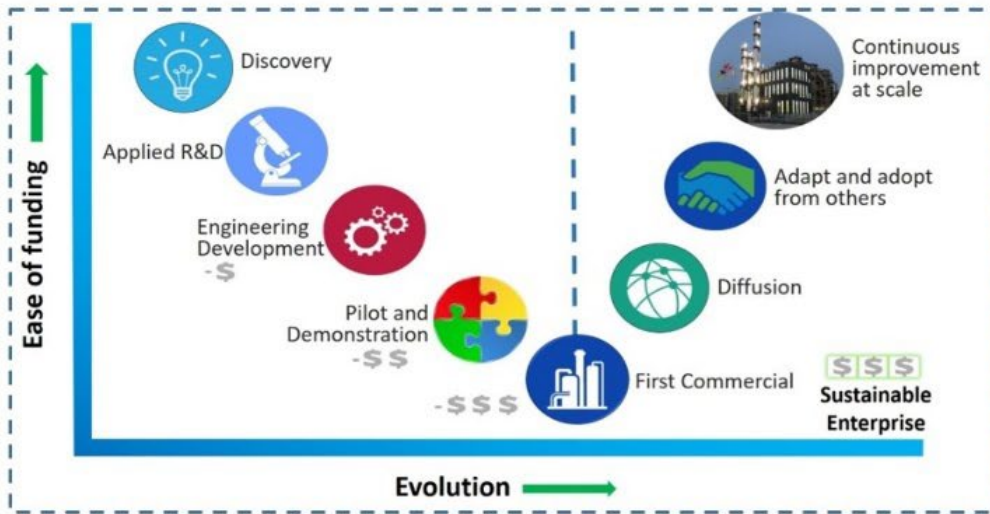 Discovery
Continuous
improvement
at scale
Applied R&D
Adapt and adopt
from others
Engineering
Development
-$
Diffusion
Pilot and
Demonstration
-$$
First Commercial
-$$$
$$$
Sustainable
Enterprise
Ease of funding
Evolution